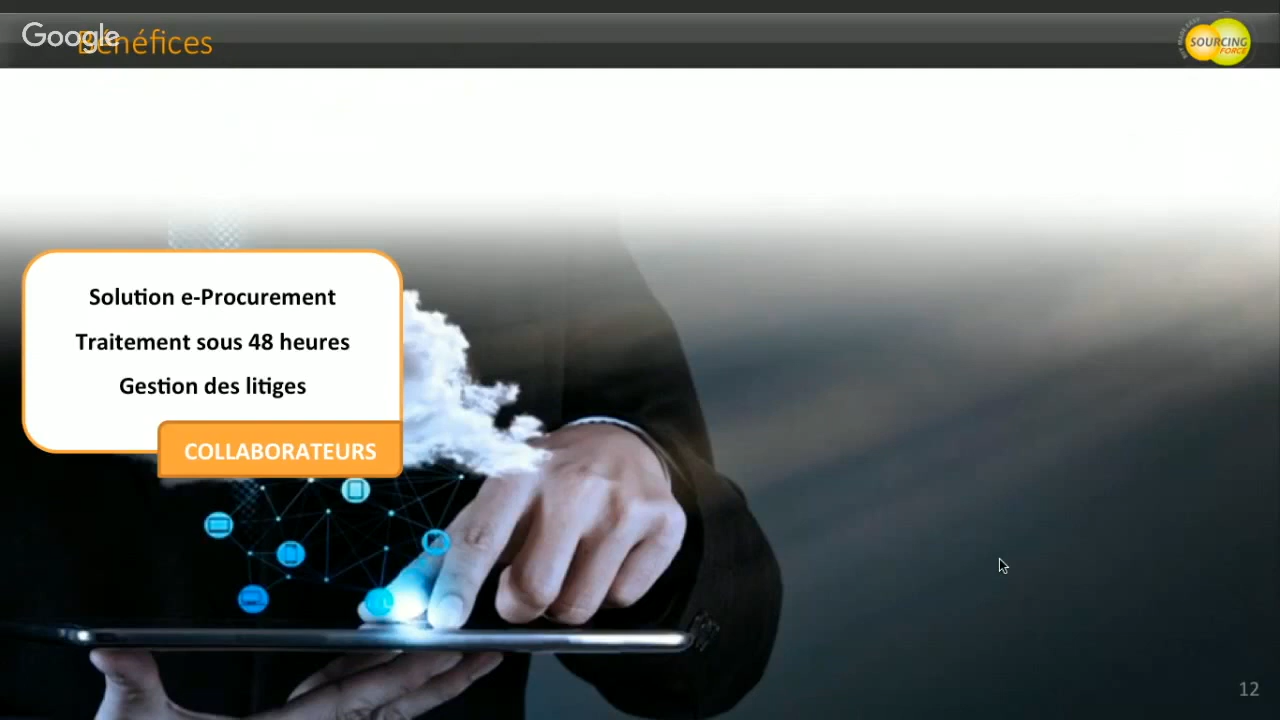 Google
Bénéfices
SOURCING
FORCE
Solution e-Procurement
Traitement sous 48 heures
Gestion des litiges
COLLABORATEURS
12